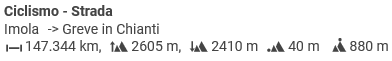 Ciclismo - Strada
Imola -> Greve in Chianti
147.344 km, 2605 m, 2410 m 40 m 880 m